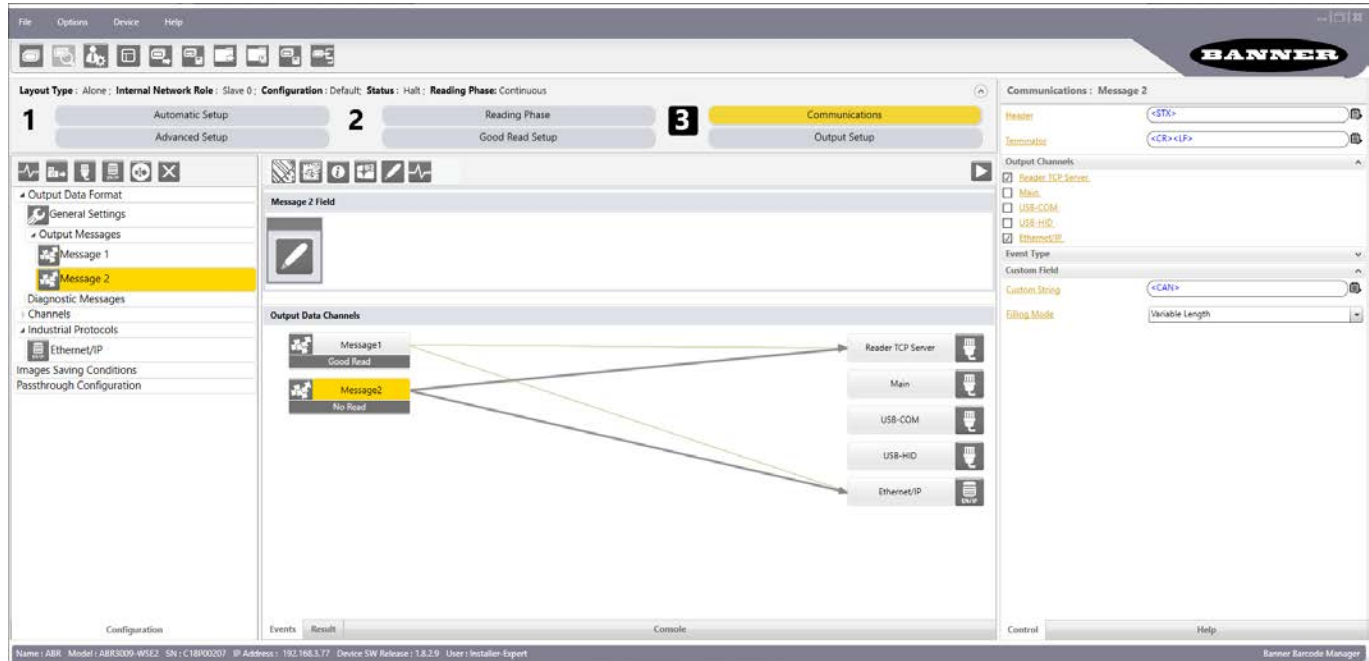 File Options Device Help
BANNER
Layout Type : Alone ; Internal Network Role : Slave 0 ; Configuration : Default; Status : Halt ; Reading Phase: Continuous
1 Automatic Setup Advanced Setup
2 Reading Phase Good Read Setup
3 Communications Output Setup
Output Data Format
General Settings
Output Messages
Message 1
Message 2
Diagnostic Messages
Channels
Industrial Protocols
Ethernet/IP
Images Saving Conditions
Passthrough Configuration
Configuration
Message 2 Field
Output Data Channels
Message1
Good Read
Message2
No Read
Reader TCP Server
Main
USB-COM
USB-HID
Ethernet/IP
EN/IP
Events Result Console
Communications : Message 2
Header <STX>
Terminator <CR><LF>
Output Channels
Reader TCP Server
Main
USB-COM
USB-HID
Ethernet/IP
Event Type
Custom Field
Custom String <CAN>
Filling Mode Variable Length
Control Help
Name : ABR Model : ABR3009-WSE2 SN : C18P00207 IP Address : 192.168.3.77 Device SW Release : 1.8.2.9 User : Installer-Expert
Banner Barcode Manager